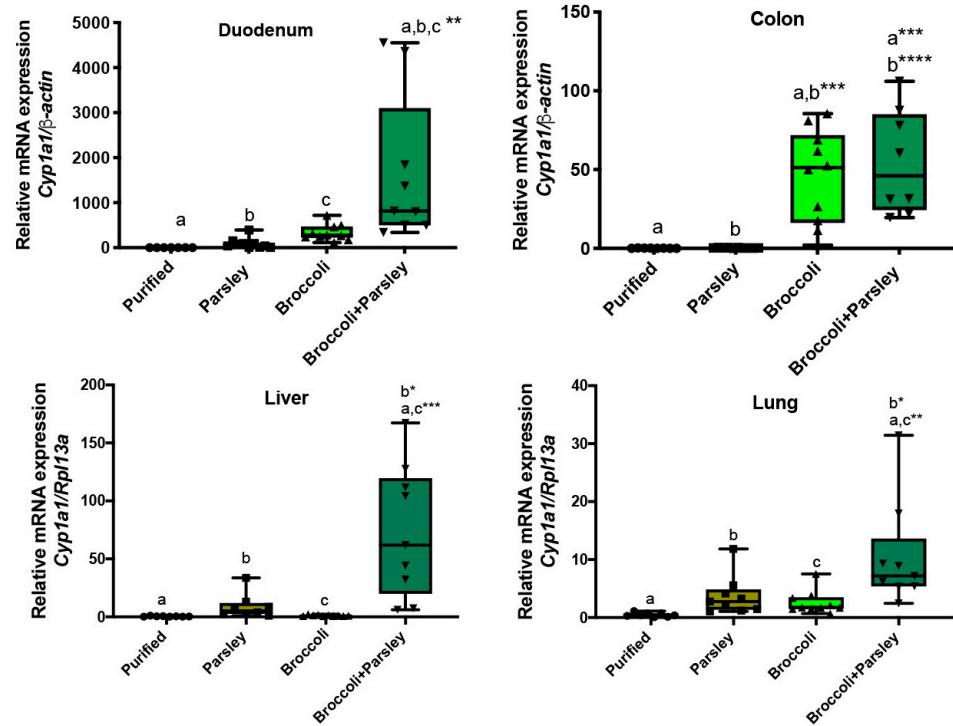 Duodenum
a,b,c **
5000
4000
3000
2000
1000
0
Relative mRNA expression
Cyp1a1/β-actin
a
b
c
Purified
Parsley
Broccoli
Broccoli+Parsley
Colon
a***
b****
a,b***
150
100
50
0
Relative mRNA expression
Cyp1a1/β-actin
a
b
Purified
Parsley
Broccoli
Broccoli+Parsley
Liver
b*
a,c***
200
150
100
50
0
Relative mRNA expression
Cyp1a1/Rpl13a
a
b
c
Purified
Parsley
Broccoli
Broccoli+Parsley
Lung
b*
a,c**
40
30
20
10
0
Relative mRNA expression
Cyp1a1/Rpl13a
a
b
c
Purified
Parsley
Broccoli
Broccoli+Parsley